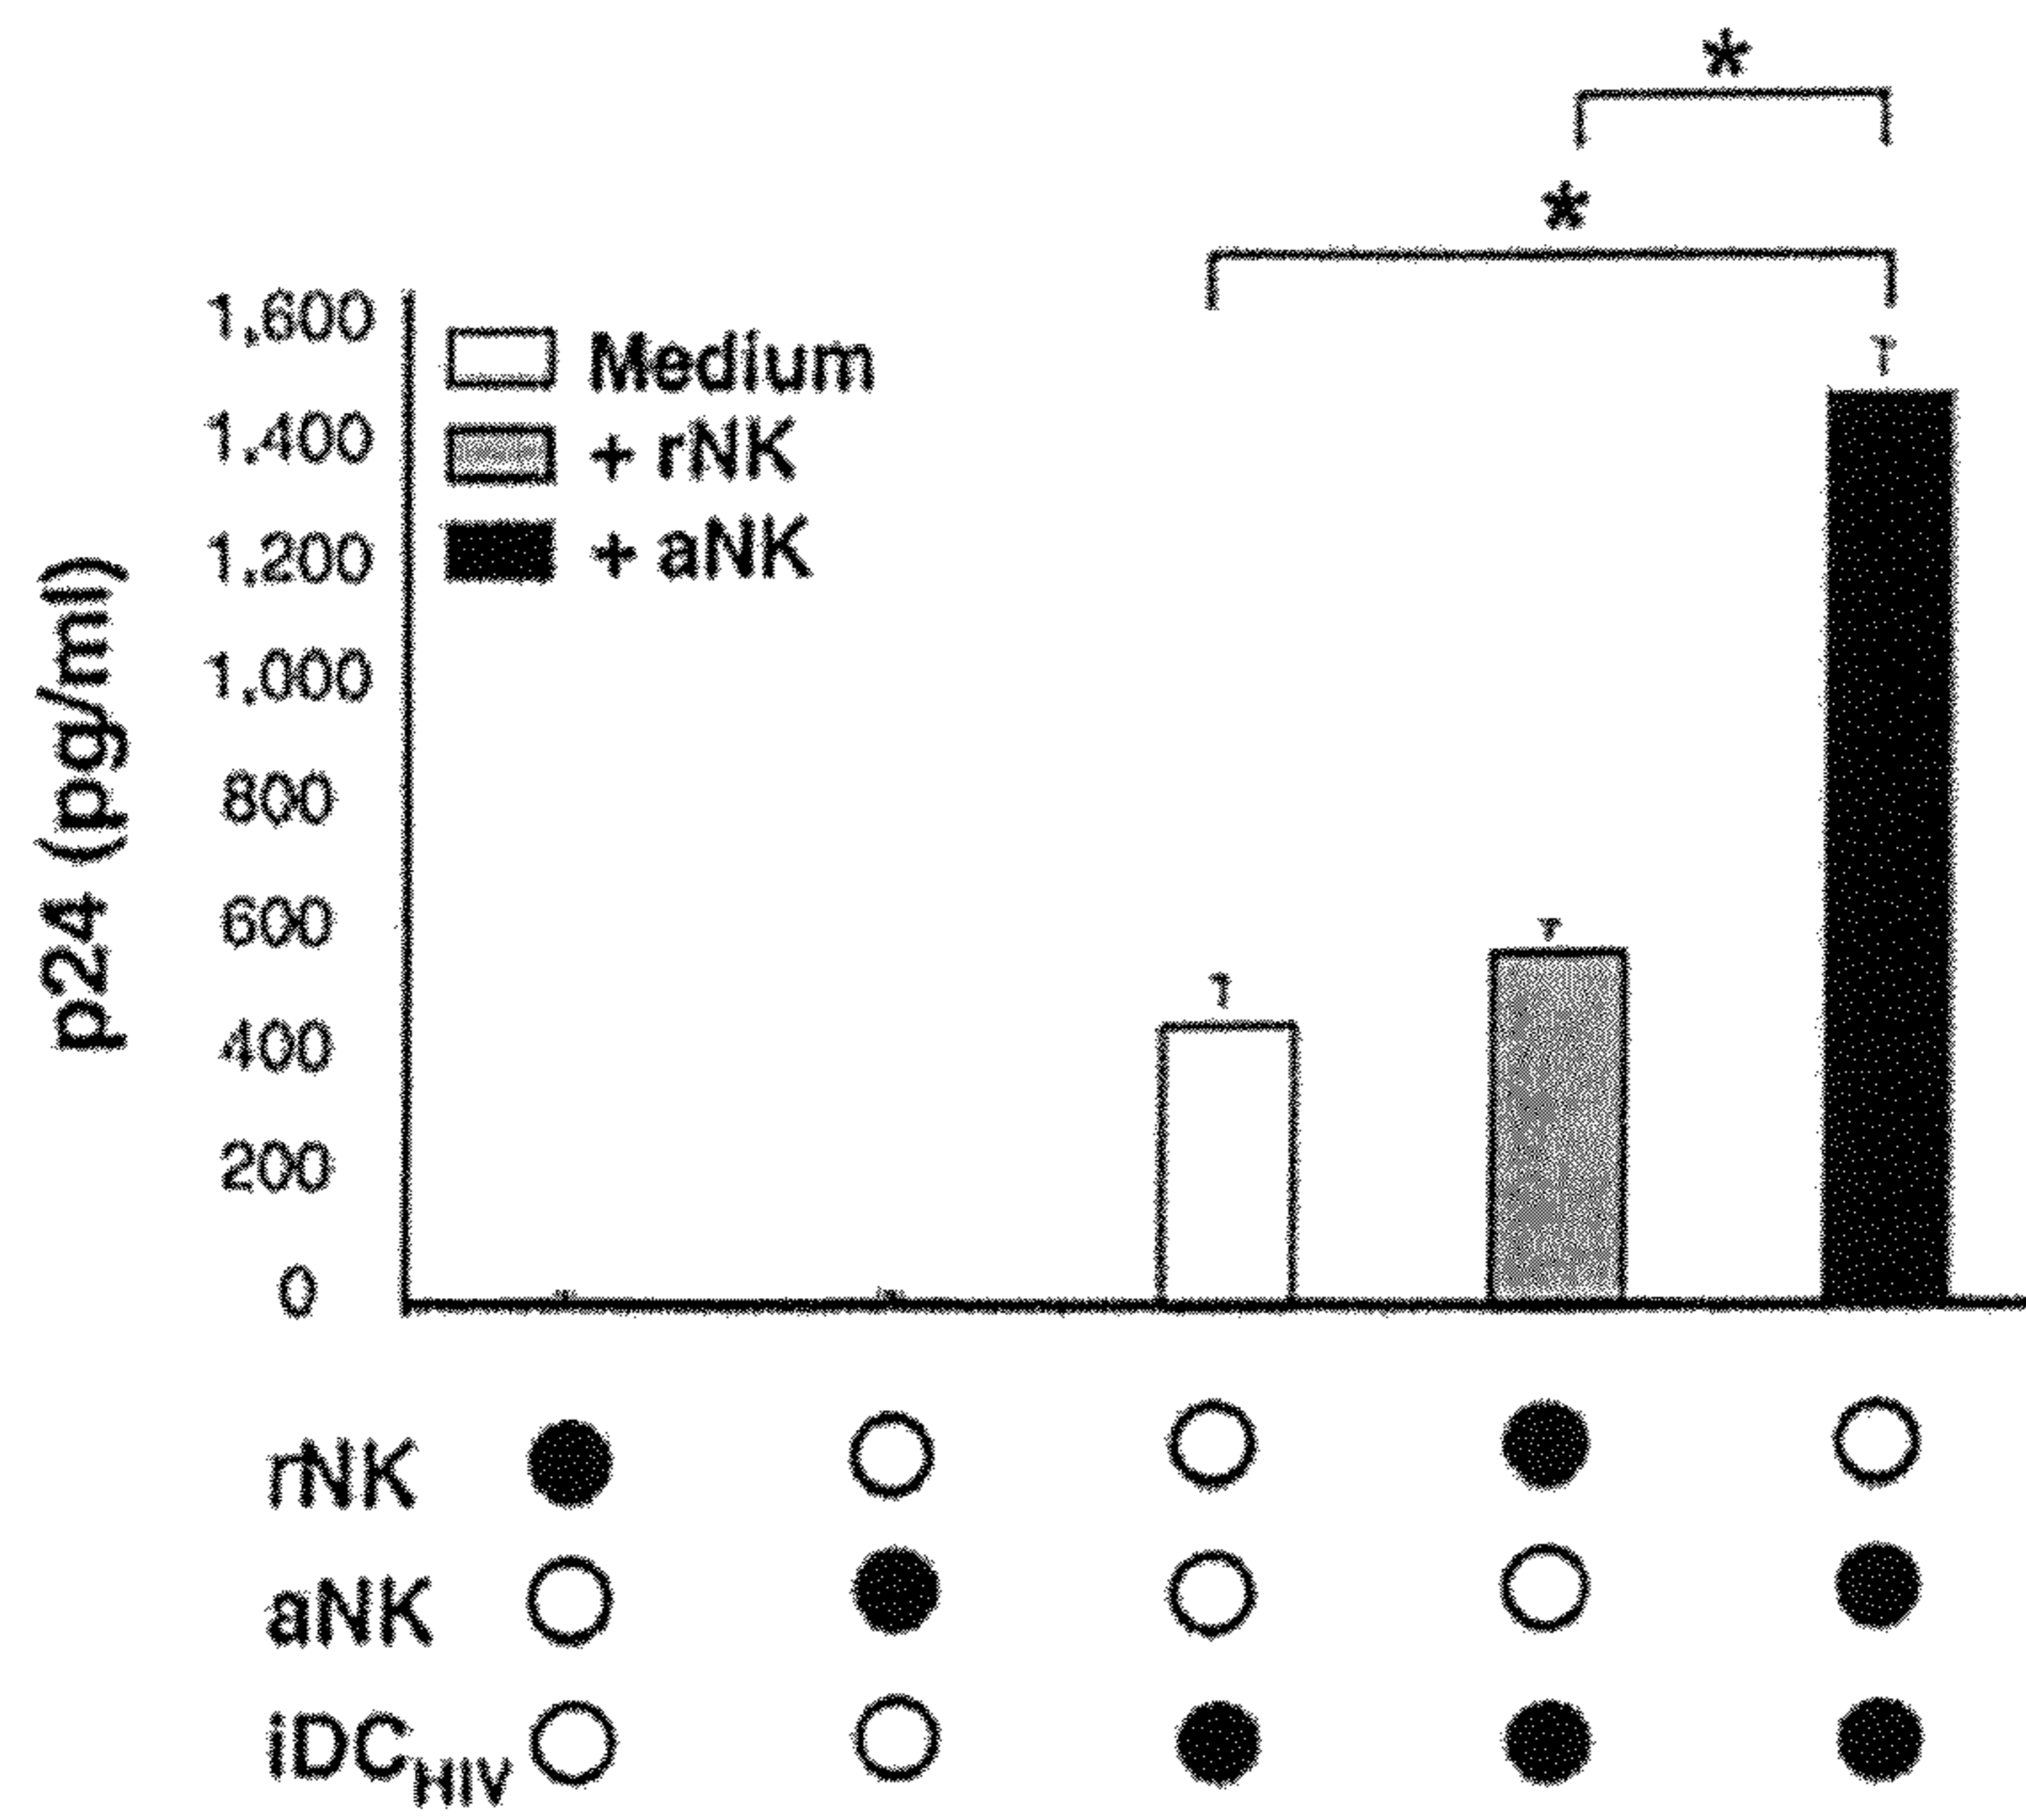 *
*
1,600
1,400
1,200
1,000
800
600
400
200
0
p24 (pg/ml)
Medium
+ rNK
+ aNK
rNK
aNK
iDCHIV